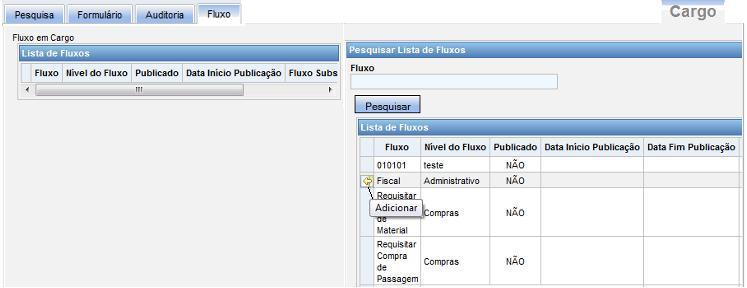 Pesquisa Formulário Auditoria Fluxo
Cargo
Fluxo em Cargo
Lista de Fluxos
Fluxo Nível do Fluxo Publicado Data Início Publicação Fluxo Subs
Pesquisar Lista de Fluxos
Fluxo
Pesquisar
Lista de Fluxos
Fluxo Nível do Fluxo Publicado Data Início Publicação Data Fim Publicação
010101 teste NÃO
Fiscal Administrativo NÃO
Adicionar
Requisitar
de
Material
Compras NÃO
Requisitar
Compra
de
Passagem
Compras NÃO